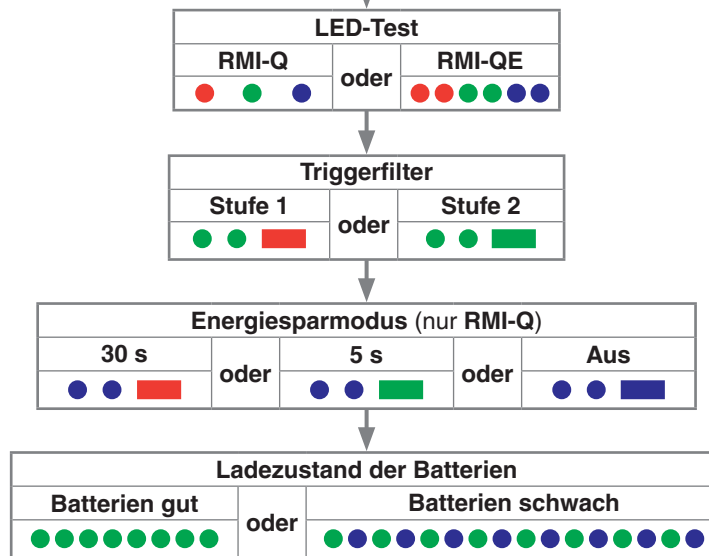 LED-Test
RMI-Q oder RMI-QE
Triggerfilter
Stufe 1 oder Stufe 2
Energiesparmodus (nur RMI-Q)
30 s oder 5 s oder Aus
Ladezustand der Batterien
Batterien gut oder Batterien schwach